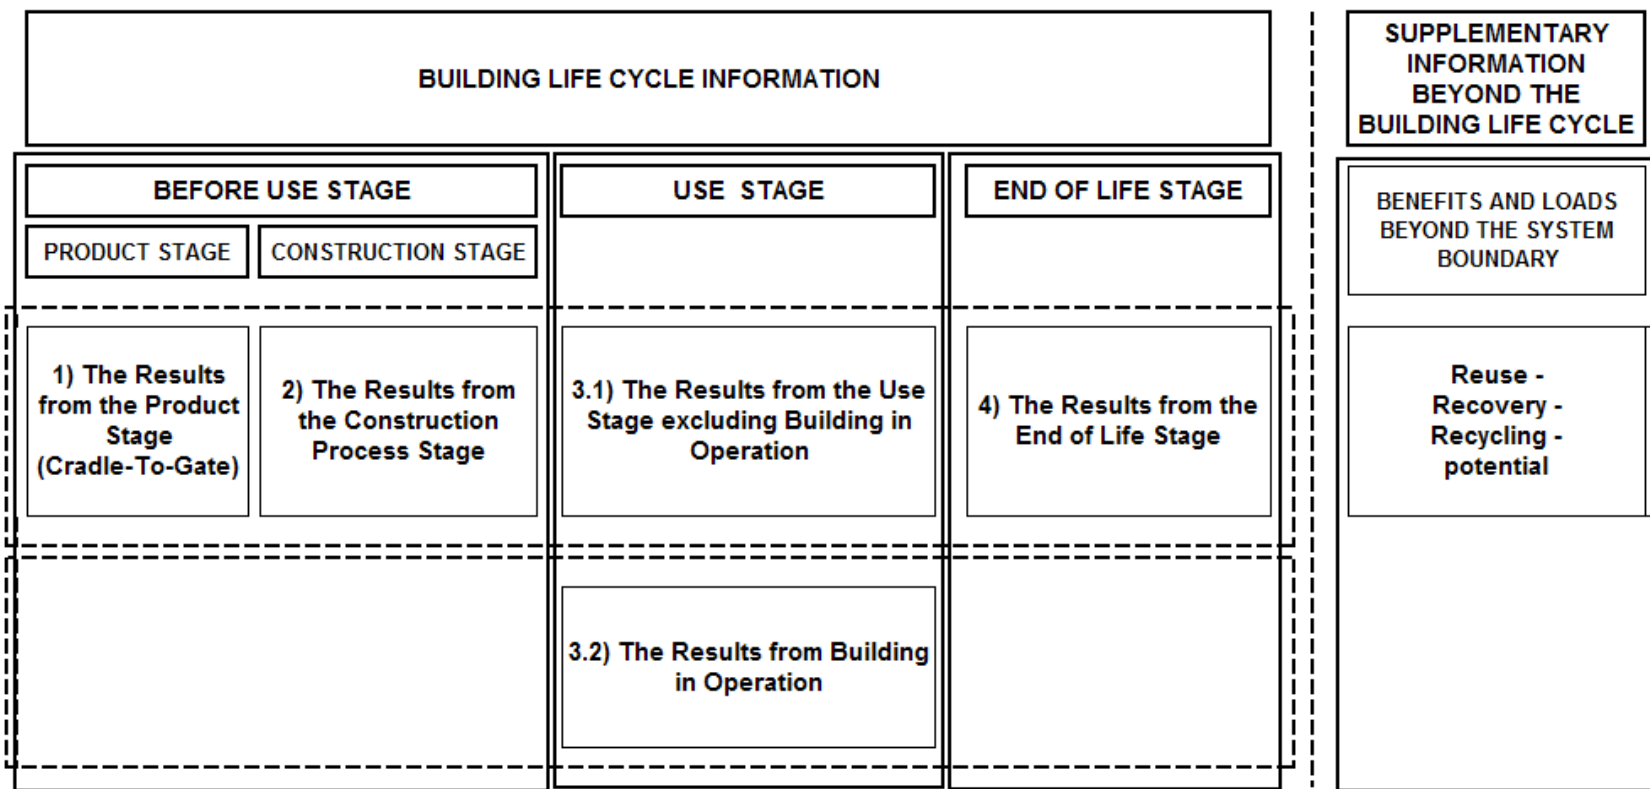 BUILDING LIFE CYCLE INFORMATION
SUPPLEMENTARY
INFORMATION
BEYOND THE
BUILDING LIFE CYCLE
BEFORE USE STAGE
USE STAGE
END OF LIFE STAGE
BENEFITS AND LOADS
BEYOND THE SYSTEM
BOUNDARY
PRODUCT STAGE
CONSTRUCTION STAGE
1) The Results
from the Product
Stage
(Cradle-To-Gate)
2) The Results from
the Construction
Process Stage
3.1) The Results from the Use
Stage excluding Building in
Operation
4) The Results from the
End of Life Stage
Reuse -
Recovery -
Recycling -
potential
3.2) The Results from Building
in Operation